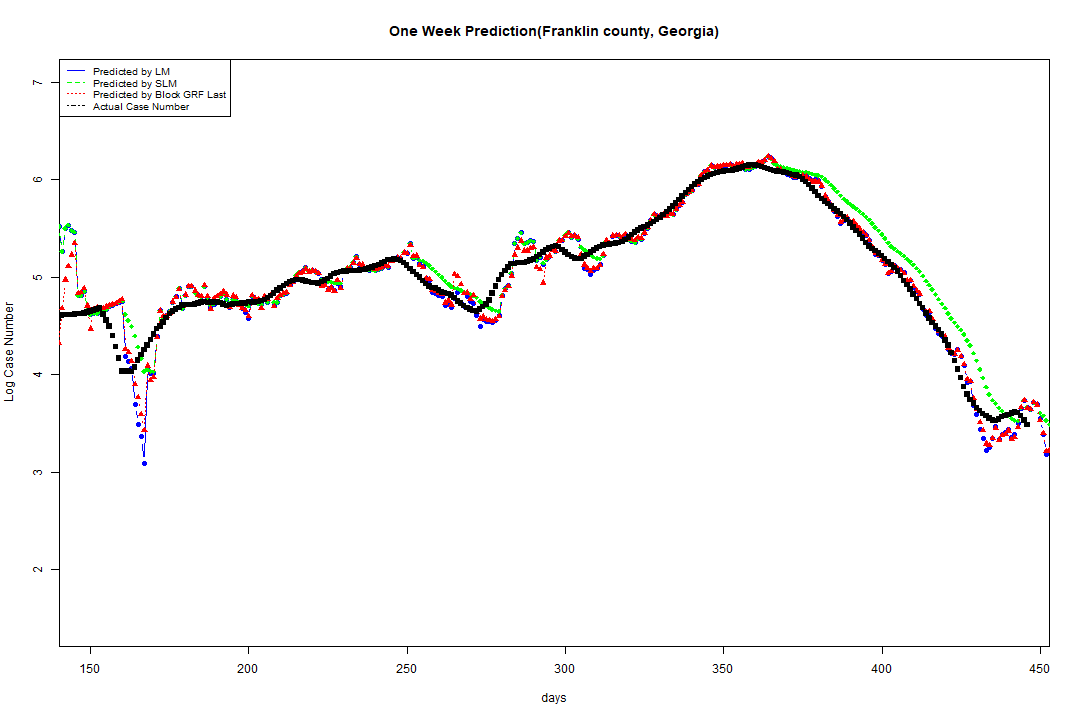 One Week Prediction(Franklin county, Georgia)
Predicted by LM
Predicted by SLM
Predicted by Block GRF Last
Actual Case Number
7
6
5
4
3
2
Log Case Number
150
200
250
300
350
400
450
days